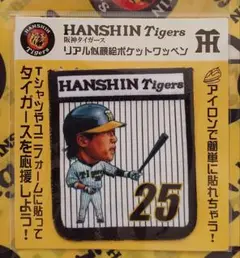 HANSHIN Tigers
阪神タイガース
リアル似顔絵ポケットワッペン
HANSHIN Tigers
25
Tシャツやユニフォームに貼って
タイガースを応援しよう!
アイロンで簡単に貼れちゃう!